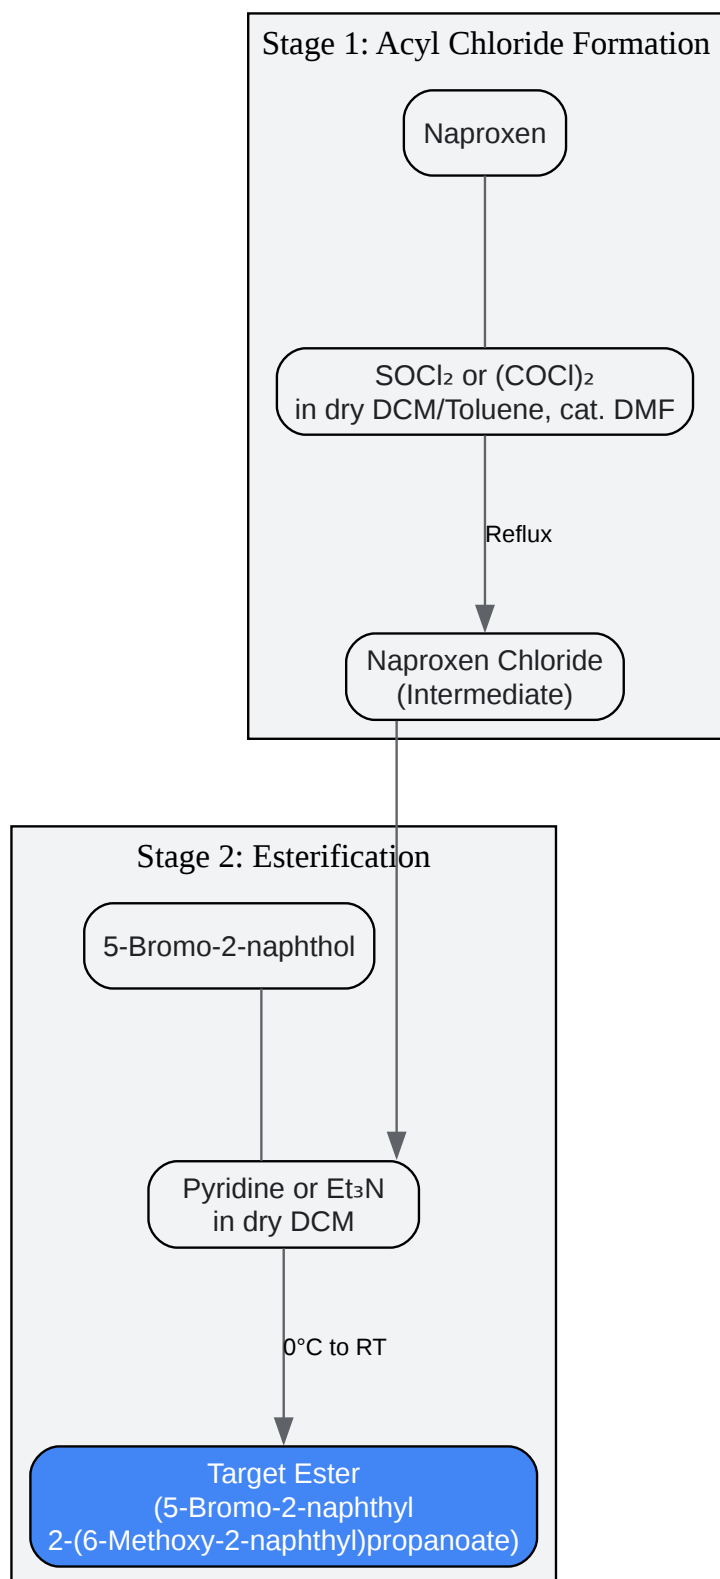 Stage 1: Acyl Chloride Formation
Naproxen
SOCl₂ or (COCl)₂
in dry DCM/Toluene, cat. DMF
Reflux
Naproxen Chloride
(Intermediate)
Stage 2: Esterification
5-Bromo-2-naphthol
Pyridine or Et₃N
in dry DCM
0°C to RT
Target Ester
(5-Bromo-2-naphthyl
2-(6-Methoxy-2-naphthyl)propanoate)